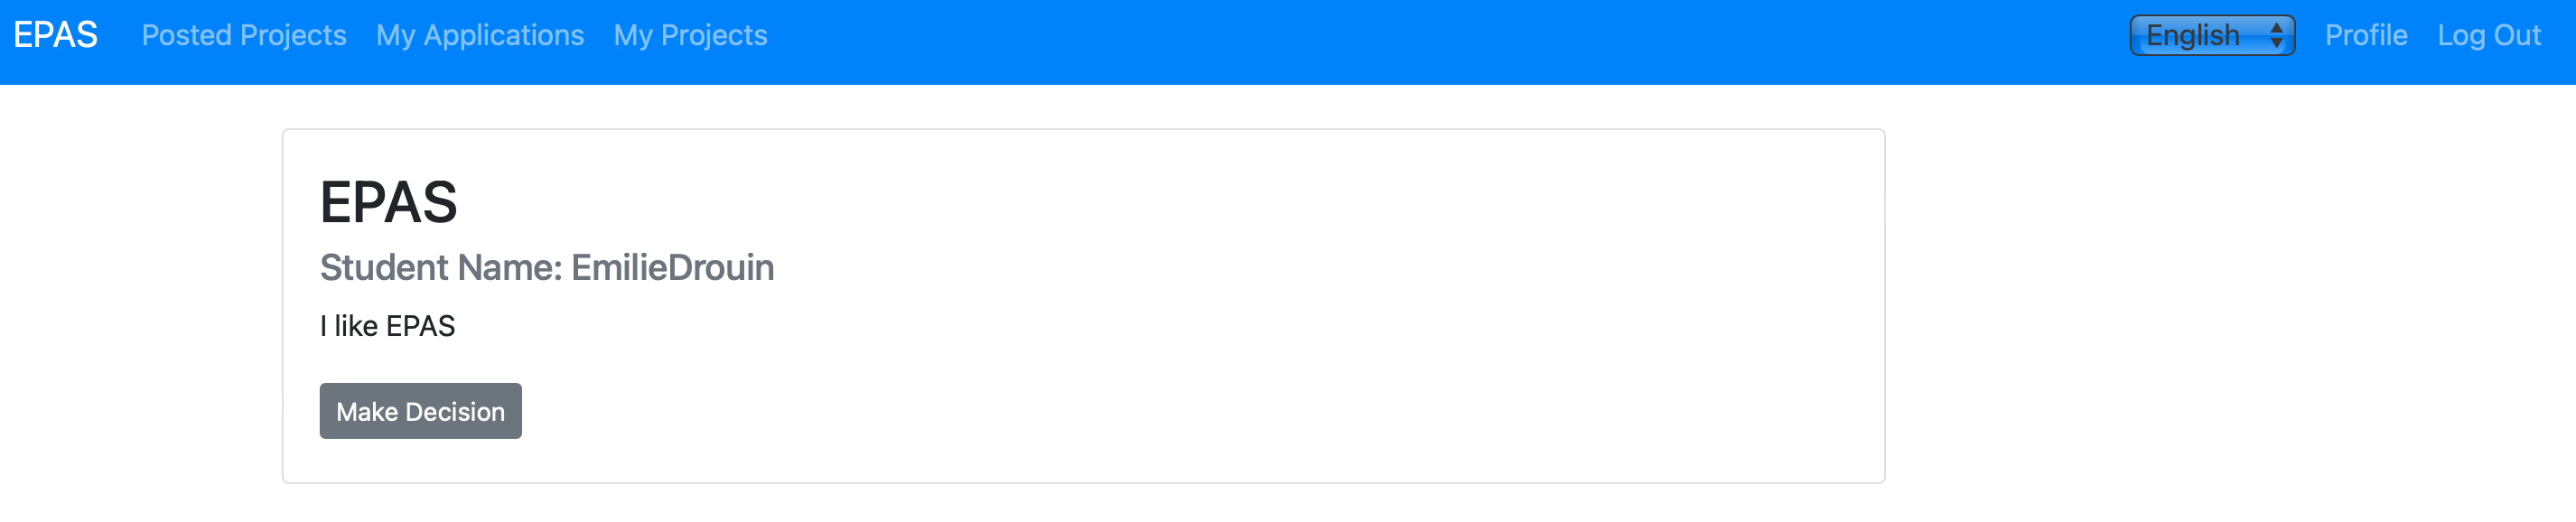 EPAS Posted Projects My Applications My Projects English Profile Log Out
EPAS
Student Name: EmilieDrouin
I like EPAS
Make Decision